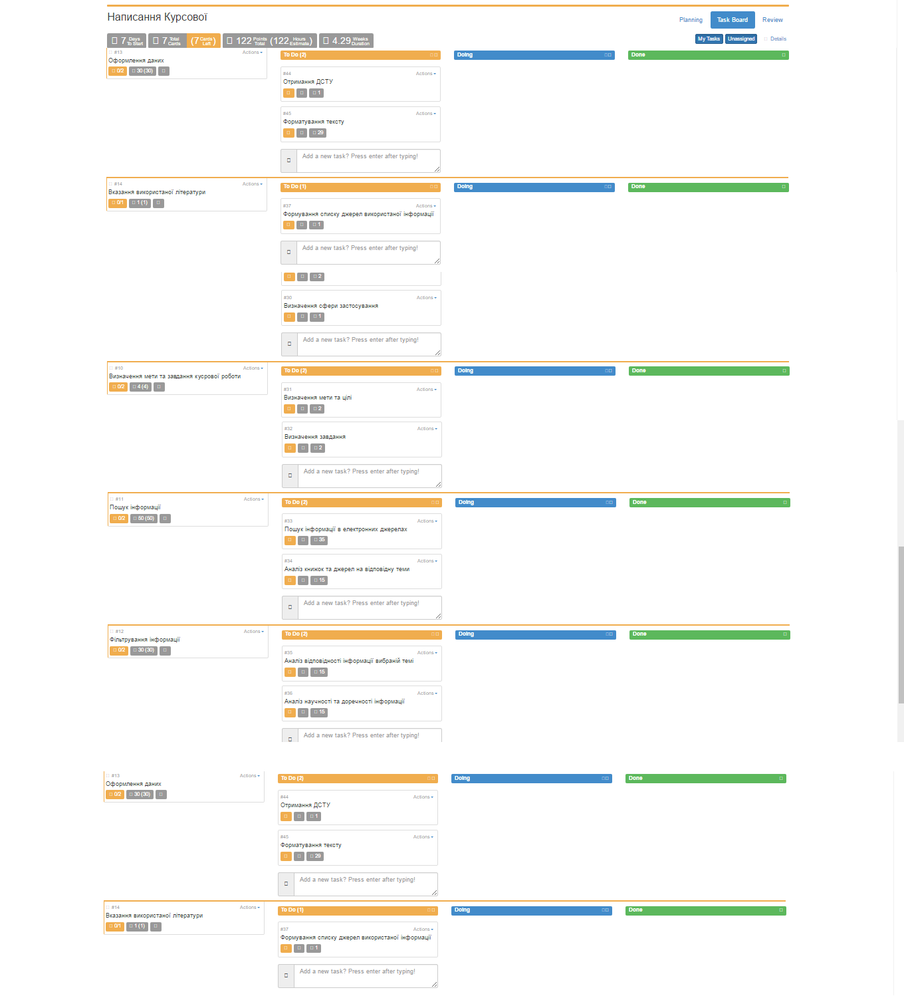 Написання Курсової
Planning Task Board Review
7 Days To Start 7 Total Cards (7 Cards Left) 122 Points Total (122 Hours Estimate) 4.29 Weeks Duration
My Tasks Unassigned Details
#13 Actions
Оформлення даних
0/2 30 (30)
To Do (2) Doing Done
#44 Actions
Отримання ДСТУ
1
#45 Actions
Форматування тексту
29
Add a new task? Press enter after typing!
#14 Actions
Вказання використаної літератури
0/1 1 (1)
To Do (1) Doing Done
#37 Actions
Формування списку джерел використаної інформації
1
Add a new task? Press enter after typing!
2
#30 Actions
Визначення сфери застосування
1
Add a new task? Press enter after typing!
#10 Actions
Визначення мети та завдання кусрової роботи
0/2 4 (4)
To Do (2) Doing Done
#31 Actions
Визначення мети та цілі
2
#32 Actions
Визначення завдання
2
Add a new task? Press enter after typing!
#11 Actions
Пошук інформації
0/2 50 (50)
To Do (2) Doing Done
#33 Actions
Пошук інформації в електронних джерелах
35
#34 Actions
Аналіз книжок та джерел на відповідну теми
15
Add a new task? Press enter after typing!
#12 Actions
Фільтрування інформації
0/2 30 (30)
To Do (2) Doing Done
#35 Actions
Аналіз відповідності інформації вибраній темі
15
#36 Actions
Аналіз научності та доречності інформації
15
Add a new task? Press enter after typing!
#13 Actions
Оформлення даних
0/2 30 (30)
To Do (2) Doing Done
#44 Actions
Отримання ДСТУ
1
#45 Actions
Форматування тексту
29
Add a new task? Press enter after typing!
#14 Actions
Вказання використаної літератури
0/1 1 (1)
To Do (1) Doing Done
#37 Actions
Формування списку джерел використаної інформації
1
Add a new task? Press enter after typing!